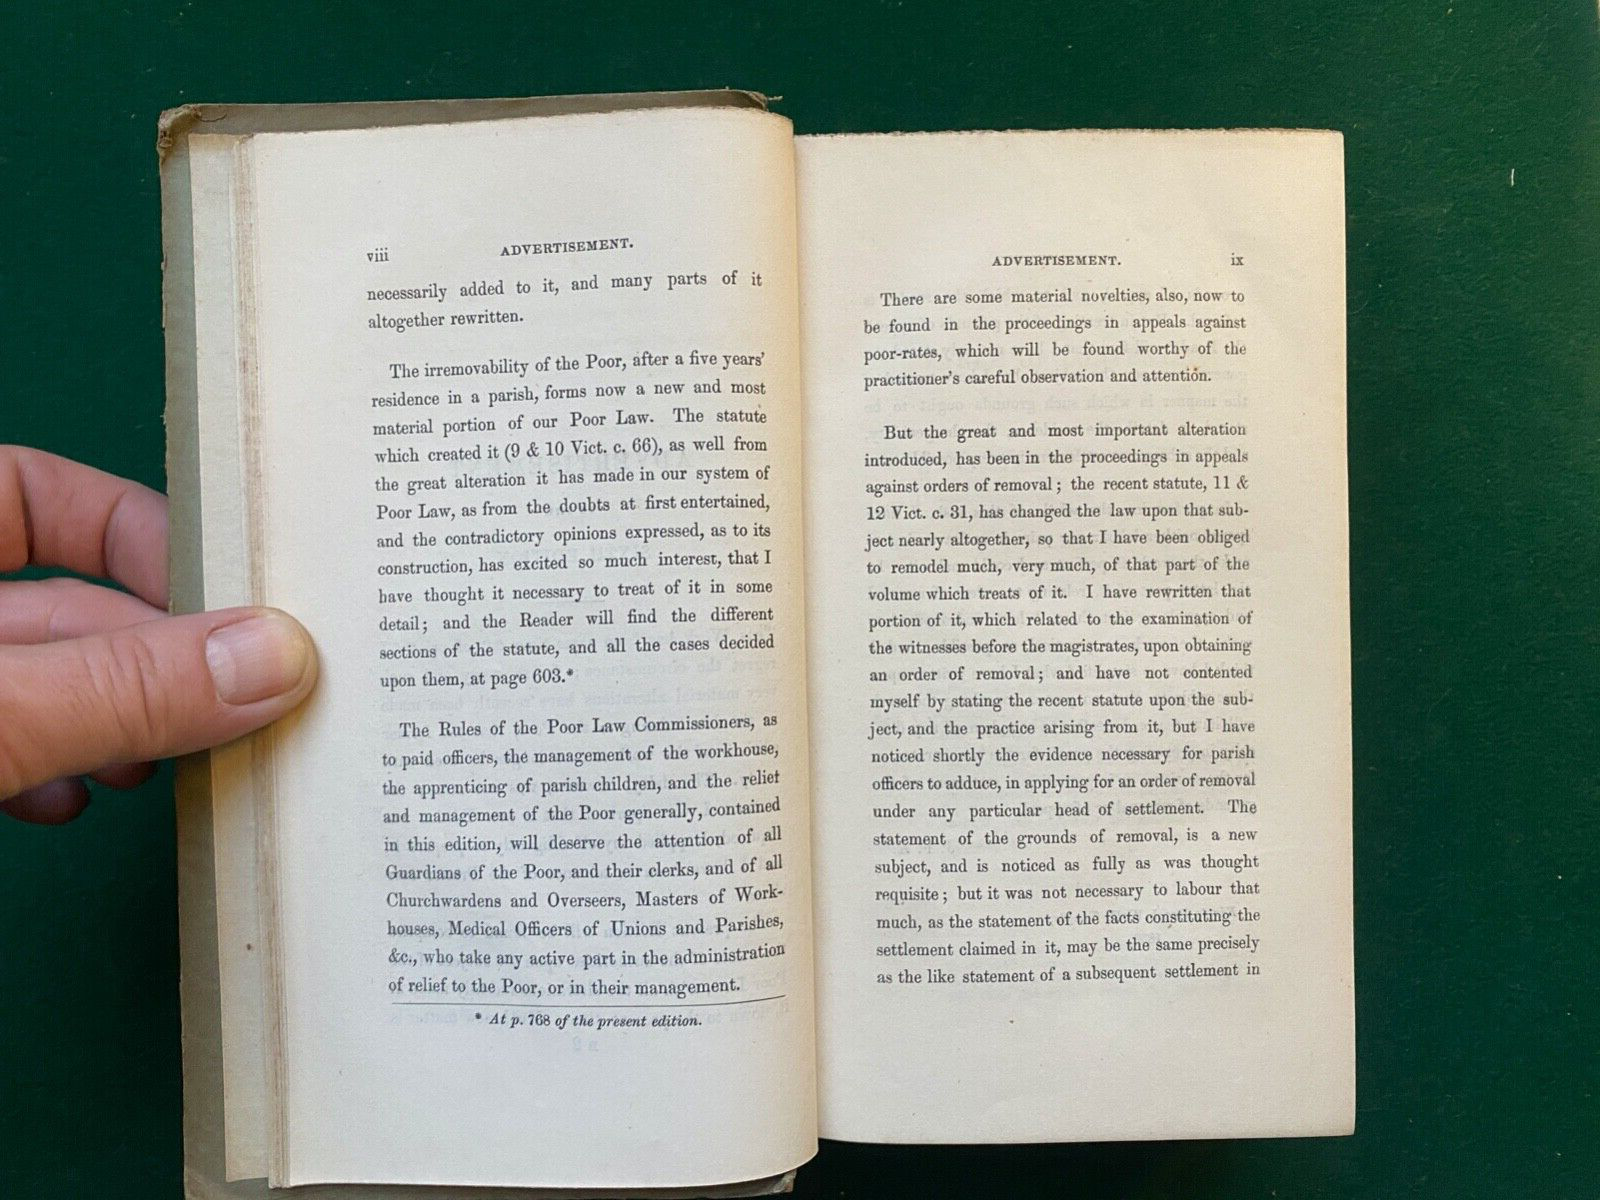 viii ADVERTISEMENT.
necessarily added to it, and many parts of it
altogether rewritten.
The irremovability of the Poor, after a five years'
residence in a parish, forms now a new and most
material portion of our Poor Law. The statute
which created it (9 & 10 Vict. c. 66), as well from
the great alteration it has made in our system of
Poor Law, as from the doubts at first entertained,
and the contradictory opinions expressed, as to its
construction, has excited so much interest, that I
have thought it necessary to treat of it in some
detail; and the Reader will find the different
sections of the statute, and all the cases decided
upon them, at page 603.*
The Rules of the Poor Law Commissioners, as
to paid officers, the management of the workhouse,
the apprenticing of parish children, and the relief
and management of the Poor generally, contained
in this edition, will deserve the attention of all
Guardians of the Poor, and their clerks, and of all
Churchwardens and Overseers, Masters of Work-
houses, Medical Officers of Unions and Parishes,
&c., who take any active part in the administration
of relief to the Poor, or in their management.
* At p. 768 of the present edition.
ADVERTISEMENT. ix
There are some material novelties, also, now to
be found in the proceedings in appeals against
poor-rates, which will be found worthy of the
practitioner's careful observation and attention.
But the great and most important alteration
introduced, has been in the proceedings in appeals
against orders of removal; the recent statute, 11 &
12 Vict. c. 31, has changed the law upon that sub-
ject nearly altogether, so that I have been obliged
to remodel much, very much, of that part of the
volume which treats of it. I have rewritten that
portion of it, which related to the examination of
the witnesses before the magistrates, upon obtaining
an order of removal; and have not contented
myself by stating the recent statute upon the sub-
ject, and the practice arising from it, but I have
noticed shortly the evidence necessary for parish
officers to adduce, in applying for an order of removal
under any particular head of settlement. The
statement of the grounds of removal, is a new
subject, and is noticed as fully as was thought
requisite; but it was not necessary to labour that
much, as the statement of the facts constituting the
settlement claimed in it, may be the same precisely
as the like statement of a subsequent settlement in